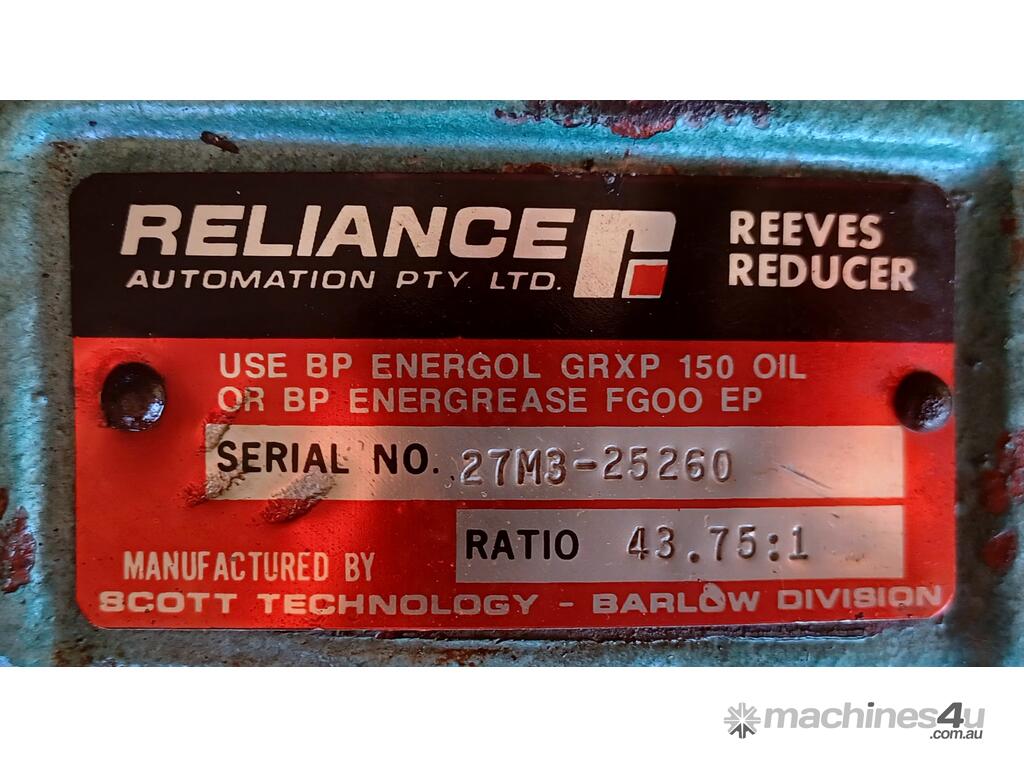 RELIANCE
AUTOMATION PTY. LTD.
REEVES
REDUCER
USE BP ENERGOL GRXP 150 OIL
OR BP ENERGREASE FGOO EP
SERIAL NO. 27M3-25260
RATIO 43.75:1
MANUFACTURED BY
SCOTT TECHNOLOGY - BARLOW DIVISION
machines4u
.com.au